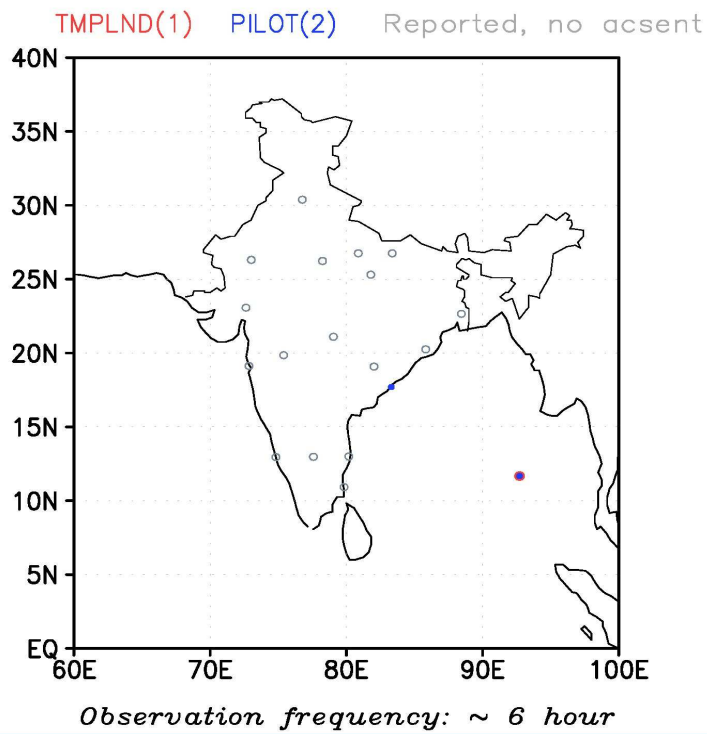 TMPLND(1) PILOT(2) Reported, no acsent
40N
35N
30N
25N
20N
15N
10N
5N
EQ
60E 70E 80E 90E 100E
Observation frequency: ~ 6 hour